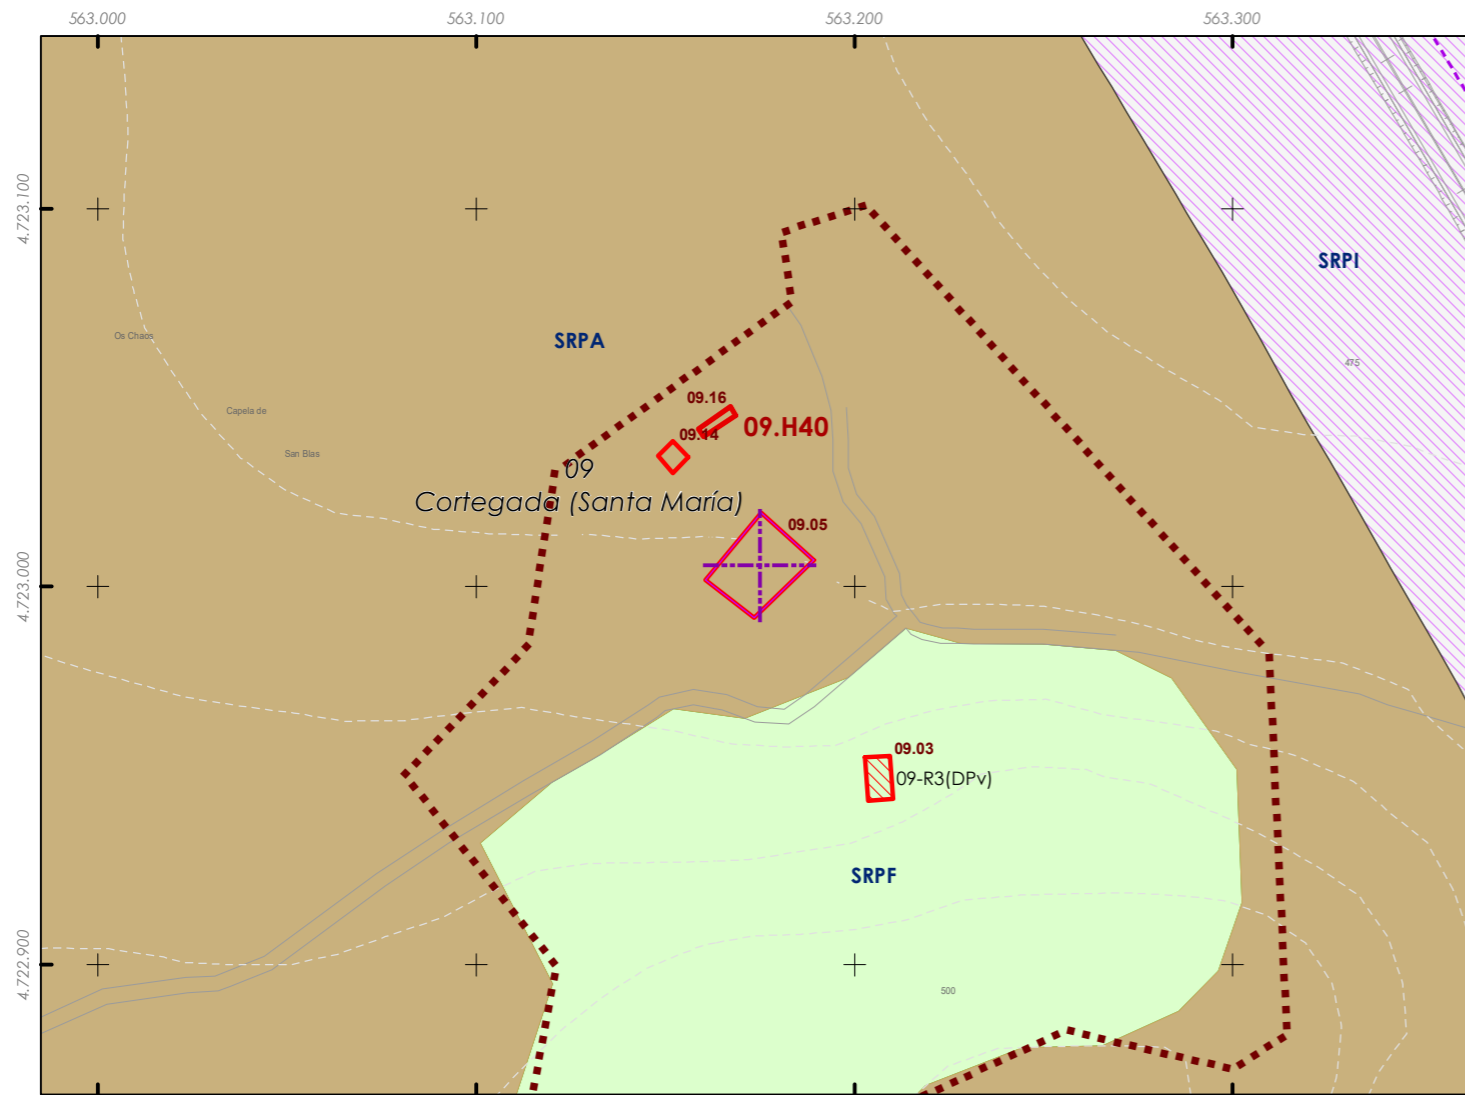 563.000
563.100
563.200
563.300
4.723.100
SRPI
Os Chaos
SRPA
475
09.16
Capela de
09.H40
09.14
San Blas
09
Cortegada (Santa María)
09.05
4.723.000
09.03
09-R3(DPv)
SRPF
4.722.900
500